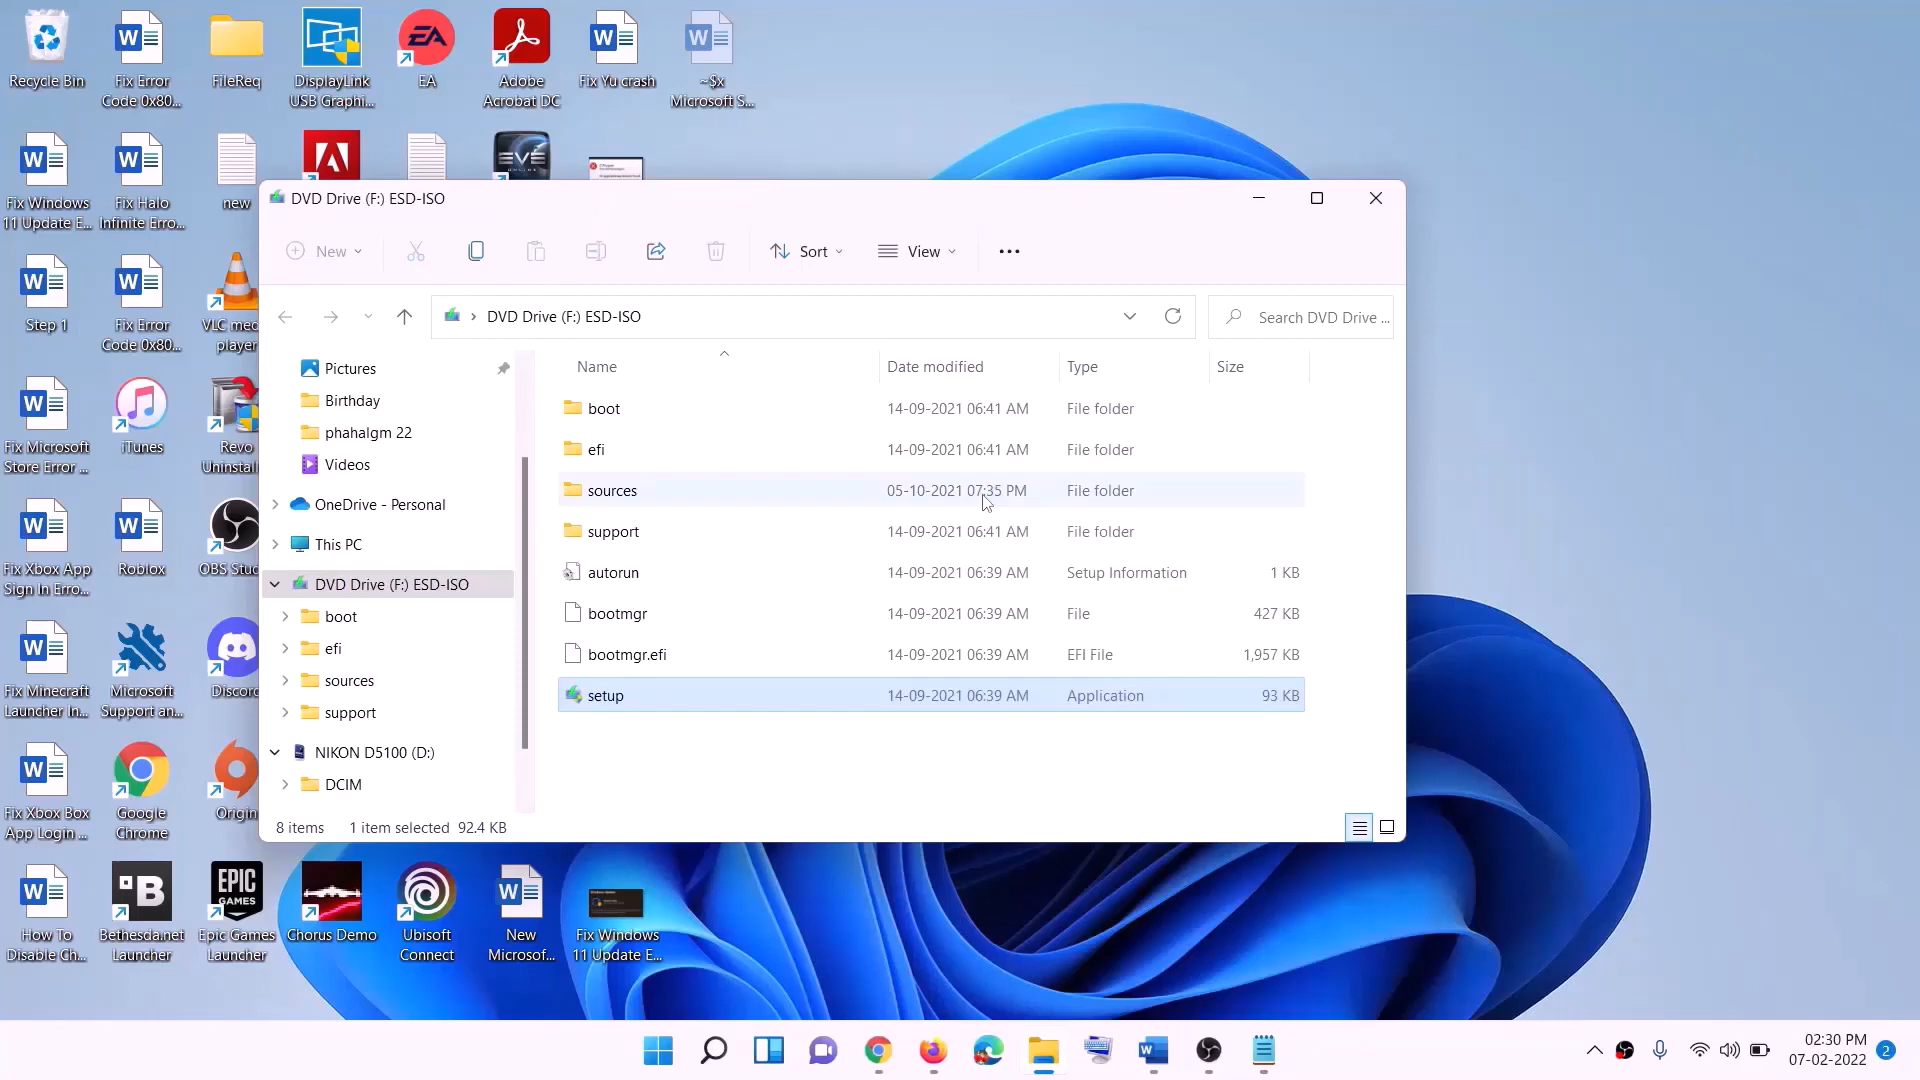 Recycle Bin
Fix Error
Code 0x80...
FileReq
DisplayLink
USB Graphi...
EA
Adobe
Acrobat DC
Fix Yu crash
~$x
Microsoft S...
Fix Windows
11 Update E...
Fix Halo
Infinite Erro...
new
EVE
ONLINE
Step 1
Fix Error
Code 0x80...
VLC med
player
Fix Microsoft
Store Error ...
iTunes
Revo
Uninstall
Fix Xbox App
Sign In Erro...
Roblox
OBS Stud
Fix Minecraft
Launcher In...
Microsoft
Support an...
Discord
Fix Xbox Box
App Login ...
Google
Chrome
Origin
How To
Disable Ch...
Bethesda.net
Launcher
EPIC
GAMES
Epic Games
Launcher
Chorus Demo
Ubisoft
Connect
New
Microsof...
Fix Windows
11 Update E...
DVD Drive (F:) ESD-ISO
New
Sort
View
DVD Drive (F:) ESD-ISO
Search DVD Drive ...
Pictures
Birthday
phahalgm 22
Videos
OneDrive - Personal
This PC
DVD Drive (F:) ESD-ISO
boot
efi
sources
support
NIKON D5100 (D:)
DCIM
Name Date modified Type Size
boot 14-09-2021 06:41 AM File folder
efi 14-09-2021 06:41 AM File folder
sources 05-10-2021 07:35 PM File folder
support 14-09-2021 06:41 AM File folder
autorun 14-09-2021 06:39 AM Setup Information 1 KB
bootmgr 14-09-2021 06:39 AM File 427 KB
bootmgr.efi 14-09-2021 06:39 AM EFI File 1,957 KB
setup 14-09-2021 06:39 AM Application 93 KB
8 items 1 item selected 92.4 KB
02:30 PM
07-02-2022
2